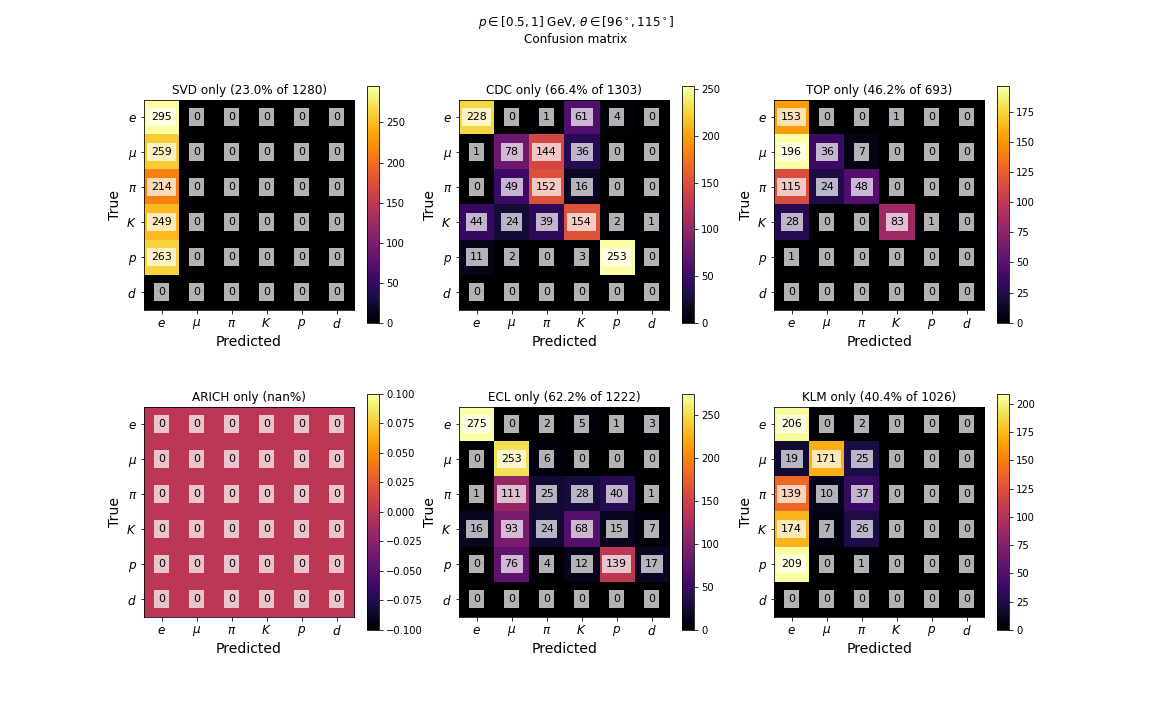 p ∈ [0.5, 1] GeV, θ ∈ [96°, 115°]
Confusion matrix
SVD only (23.0% of 1280)
True
e 295 0 0 0 0 0
μ 259 0 0 0 0 0
π 214 0 0 0 0 0
K 249 0 0 0 0 0
p 263 0 0 0 0 0
d 0 0 0 0 0 0
e μ π K p d
Predicted
250
200
150
100
50
0
CDC only (66.4% of 1303)
True
e 228 0 1 61 4 0
μ 1 78 144 36 0 0
π 0 49 152 16 0 0
K 44 24 39 154 2 1
p 11 2 0 3 253 0
d 0 0 0 0 0 0
e μ π K p d
Predicted
250
200
150
100
50
0
TOP only (46.2% of 693)
True
e 153 0 0 1 0 0
μ 196 36 7 0 0 0
π 115 24 48 0 0 0
K 28 0 0 83 1 0
p 1 0 0 0 0 0
d 0 0 0 0 0 0
e μ π K p d
Predicted
175
150
125
100
75
50
25
0
ARICH only (nan%)
True
e 0 0 0 0 0 0
μ 0 0 0 0 0 0
π 0 0 0 0 0 0
K 0 0 0 0 0 0
p 0 0 0 0 0 0
d 0 0 0 0 0 0
e μ π K p d
Predicted
0.100
0.075
0.050
0.025
0.000
−0.025
−0.050
−0.075
−0.100
ECL only (62.2% of 1222)
True
e 275 0 2 5 1 3
μ 0 253 6 0 0 0
π 1 111 25 28 40 1
K 16 93 24 68 15 7
p 0 76 4 12 139 17
d 0 0 0 0 0 0
e μ π K p d
Predicted
250
200
150
100
50
0
KLM only (40.4% of 1026)
True
e 206 0 2 0 0 0
μ 19 171 25 0 0 0
π 139 10 37 0 0 0
K 174 7 26 0 0 0
p 209 0 1 0 0 0
d 0 0 0 0 0 0
e μ π K p d
Predicted
200
175
150
125
100
75
50
25
0